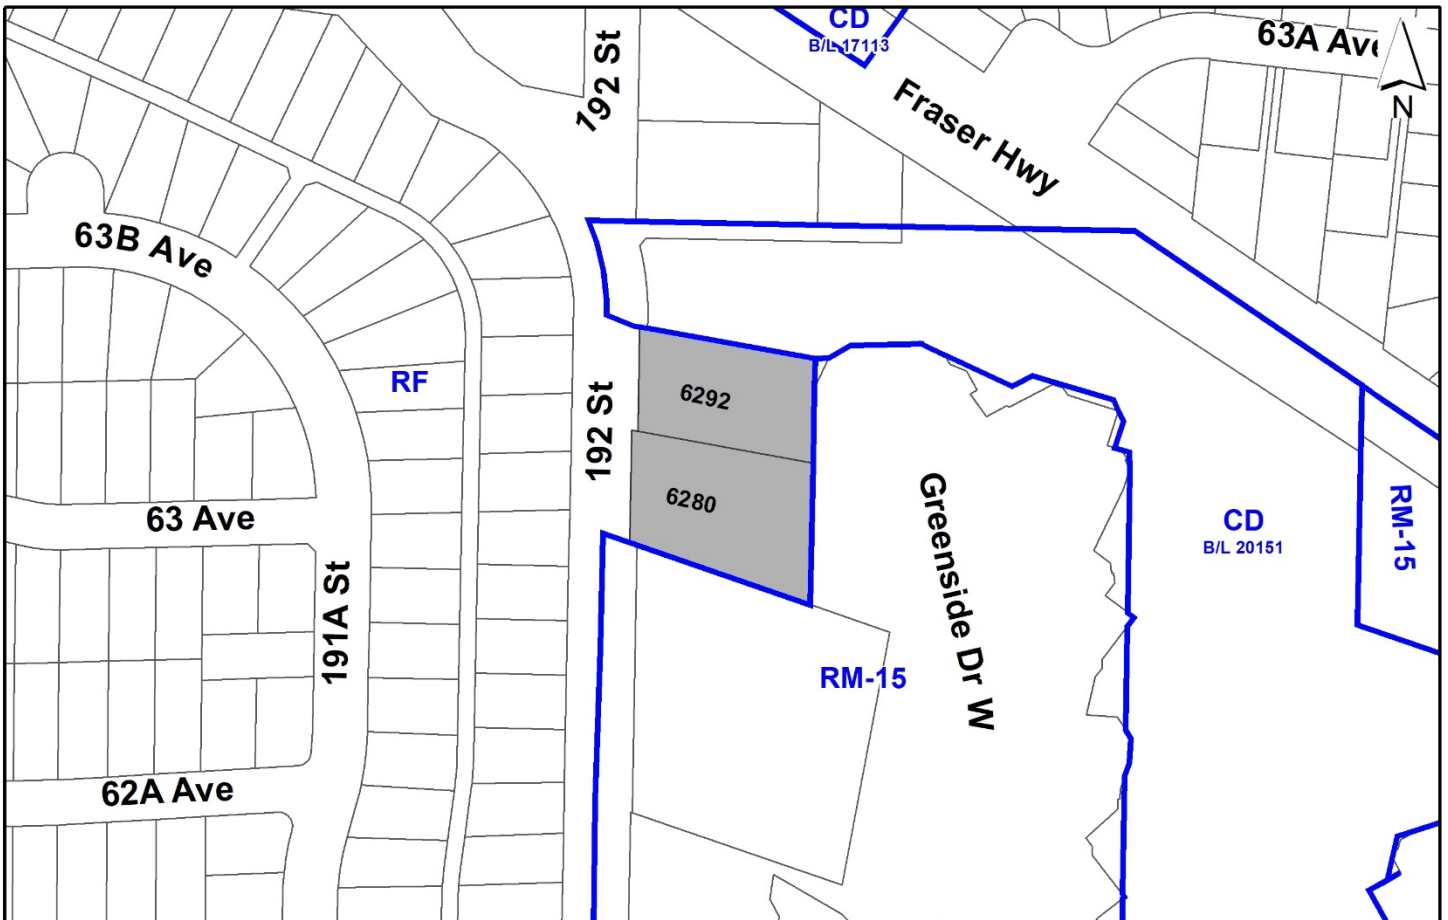 CD
B/L 17113
63A Ave
N
192 St
Fraser Hwy
63B Ave
RF
192 St
6292
6280
63 Ave
191A St
Greenside Dr W
CD
B/L 20151
RM-15
RM-15
62A Ave